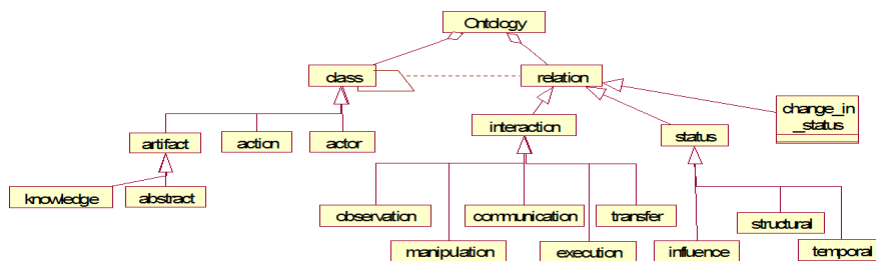 Ontology
class
relation
change_in
_status
interaction
status
artifact
action
actor
knowledge
abstract
observation
communication
transfer
structural
manipulation
execution
influence
temporal